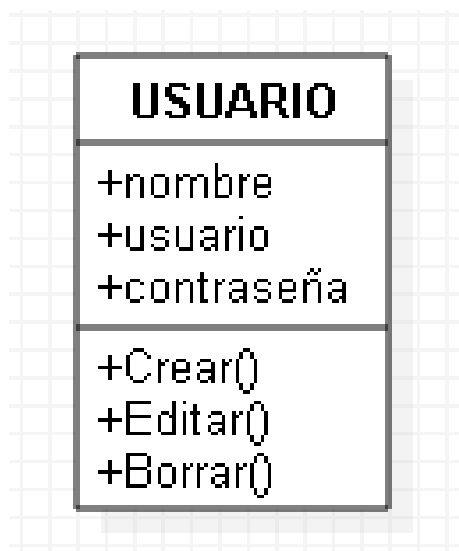 USUARIO
+nombre
+usuario
+contraseña
+Crear()
+Editar()
+Borrar()